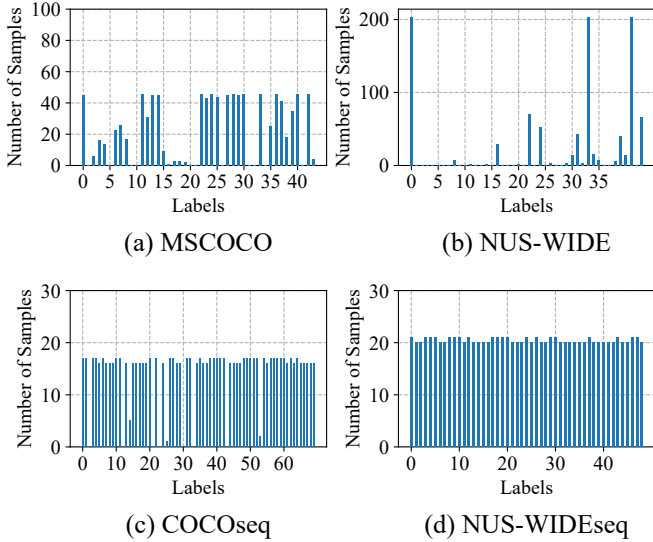 100
80
60
40
20
0
Number of Samples
0 5 10 15 20 25 30 35 40
Labels
(a) MSCOCO
200
100
0
Number of Samples
0 5 10 15 20 25 30 35
Labels
(b) NUS-WIDE
30
20
10
0
Number of Samples
0 10 20 30 40 50 60
Labels
(c) COCOseq
30
20
10
0
Number of Samples
0 10 20 30 40
Labels
(d) NUS-WIDEseq